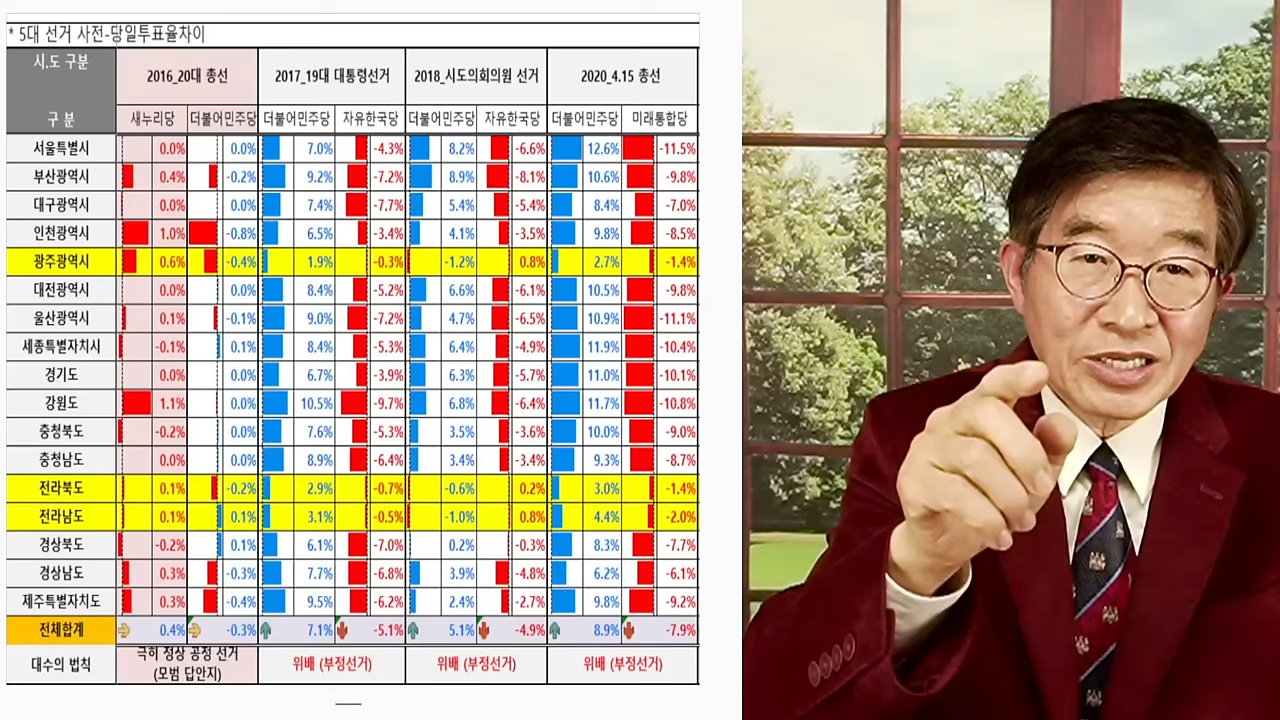 * 5대 선거 사전-당일투표율차이
시.도 구분 2016_20대 총선 2017_19대 대통령선거 2018_시도의회의원 선거 2020_4.15 총선
구 분 새누리당 더불어민주당 더불어민주당 자유한국당 더불어민주당 자유한국당 더불어민주당 미래통합당
서울특별시 0.0% 0.0% 7.0% -4.3% 8.2% -6.6% 12.6% -11.5%
부산광역시 0.4% -0.2% 9.2% -7.2% 8.9% -8.1% 10.6% -9.8%
대구광역시 0.0% 0.0% 7.4% -7.7% 5.4% -5.4% 8.4% -7.0%
인천광역시 1.0% -0.8% 6.5% -3.4% 4.1% -3.5% 9.8% -8.5%
광주광역시 0.6% -0.4% 1.9% -0.3% -1.2% 0.8% 2.7% -1.4%
대전광역시 0.0% 0.0% 8.4% -5.2% 6.6% -6.1% 10.5% -9.8%
울산광역시 0.1% -0.1% 9.0% -7.2% 4.7% -6.5% 10.9% -11.1%
세종특별자치시 -0.1% 0.1% 8.4% -5.3% 6.4% -4.9% 11.9% -10.4%
경기도 0.0% 0.0% 6.7% -3.9% 6.3% -5.7% 11.0% -10.1%
강원도 1.1% 0.0% 10.5% -9.7% 6.8% -6.4% 11.7% -10.8%
충청북도 -0.2% 0.0% 7.6% -5.3% 3.5% -3.6% 10.0% -9.0%
충청남도 0.0% 0.0% 8.9% -6.4% 3.4% -3.4% 9.3% -8.7%
전라북도 0.1% -0.2% 2.9% -0.7% -0.6% 0.2% 3.0% -1.4%
전라남도 0.1% 0.1% 3.1% -0.5% -1.0% 0.8% 4.4% -2.0%
경상북도 -0.2% 0.1% 6.1% -7.0% 0.2% -0.3% 8.3% -7.7%
경상남도 0.3% -0.3% 7.7% -6.8% 3.9% -4.8% 6.2% -6.1%
제주특별자치도 0.3% -0.4% 9.5% -6.2% 2.4% -2.7% 9.8% -9.2%
전체합계 0.4% -0.3% 7.1% -5.1% 5.1% -4.9% 8.9% -7.9%
대수의 법칙 극히 정상 공정 선거 위배 (부정선거) 위배 (부정선거) 위배 (부정선거)
(모범 답안지)